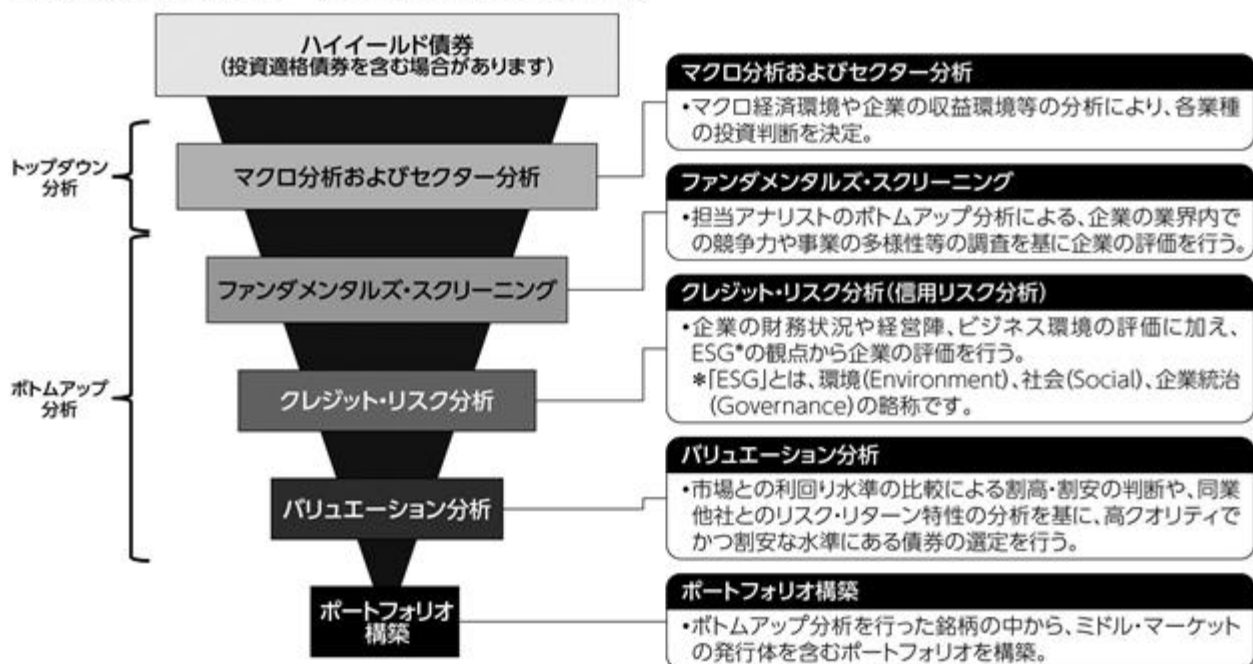 ハイイールド債券
(投資適格債券を含む場合があります)
トップダウン
分析
マクロ分析およびセクター分析
ファンダメンタルズ・スクリーニング
ボトムアップ
分析
クレジット・リスク分析
バリュエーション分析
ポートフォリオ
構築
マクロ分析およびセクター分析
•マクロ経済環境や企業の収益環境等の分析により、各業種
の投資判断を決定。
ファンダメンタルズ・スクリーニング
•担当アナリストのボトムアップ分析による、企業の業界内で
の競争力や事業の多様性等の調査を基に企業の評価を行う。
クレジット・リスク分析(信用リスク分析)
•企業の財務状況や経営陣、ビジネス環境の評価に加え、
ESG*の観点から企業の評価を行う。
*「ESG」とは、環境(Environment)、社会(Social)、企業統治
(Governance)の略称です。
バリュエーション分析
•市場との利回り水準の比較による割高・割安の判断や、同業
他社とのリスク・リターン特性の分析を基に、高クオリティで
かつ割安な水準にある債券の選定を行う。
ポートフォリオ構築
•ボトムアップ分析を行った銘柄の中から、ミドル・マーケット
の発行体を含むポートフォリオを構築。